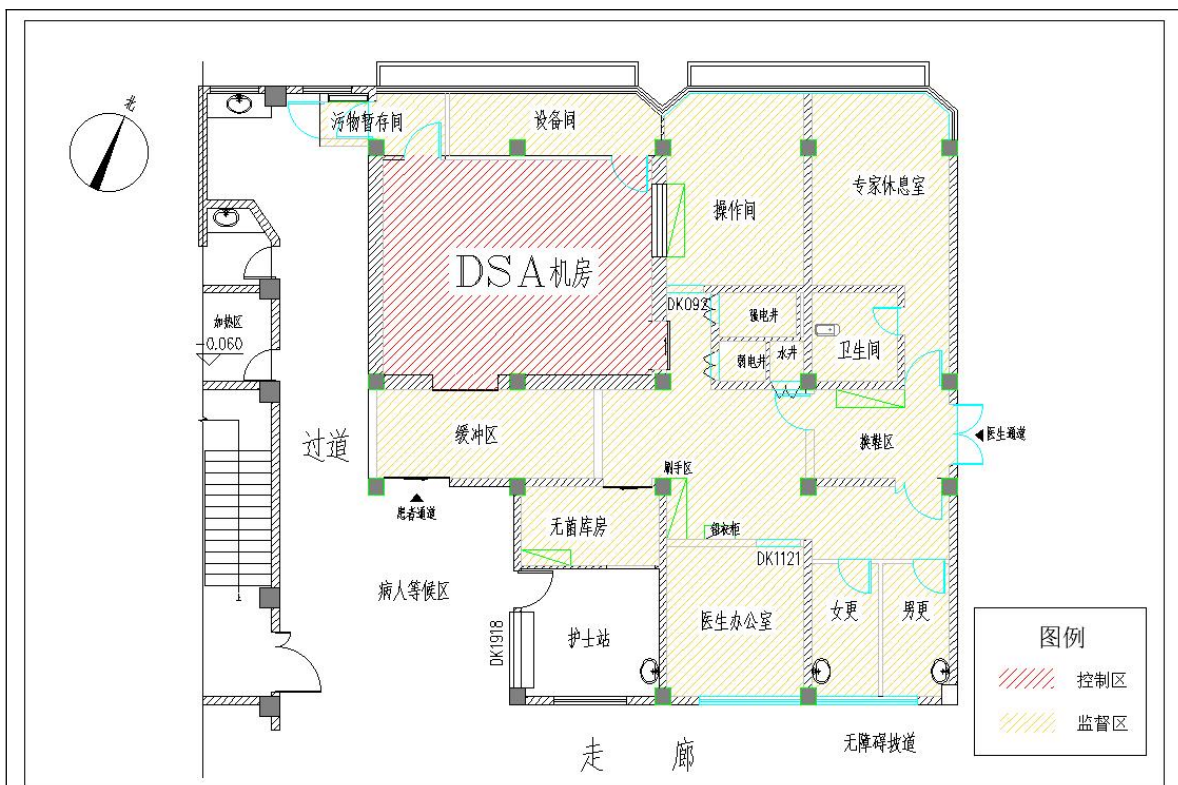 北
污物暂存间
设备间
操作间
专家休息室
DSA机房
DK092
强电井
弱电井
水井
卫生间
加热区
-0.060
过道
缓冲区
刷手区
换鞋区
医生通道
患者通道
无菌库房
铅衣柜
DK1121
病人等候区
护士站
DK1918
医生办公室
女更
男更
走廊
无障碍披道
图例
控制区
监督区